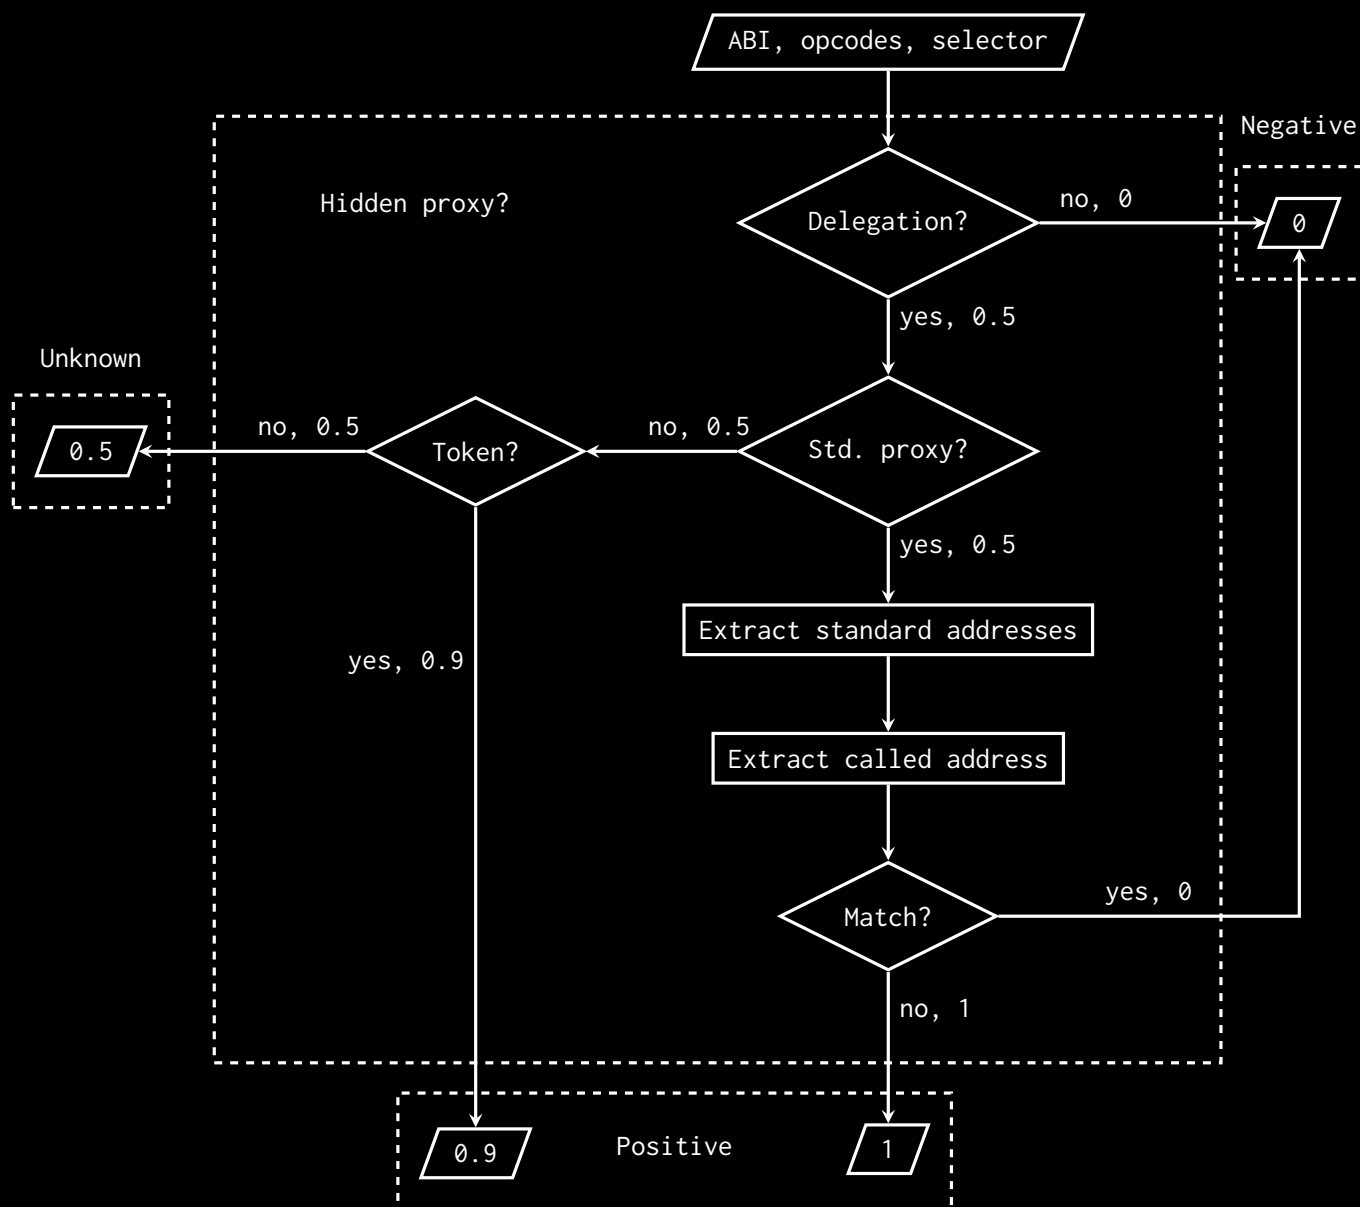 ABI, opcodes, selector
Negative
Hidden proxy?
Delegation?
no, 0
0
yes, 0.5
Unknown
0.5
no, 0.5
Token?
no, 0.5
Std. proxy?
yes, 0.5
Extract standard addresses
yes, 0.9
Extract called address
Match?
yes, 0
no, 1
0.9
Positive
1